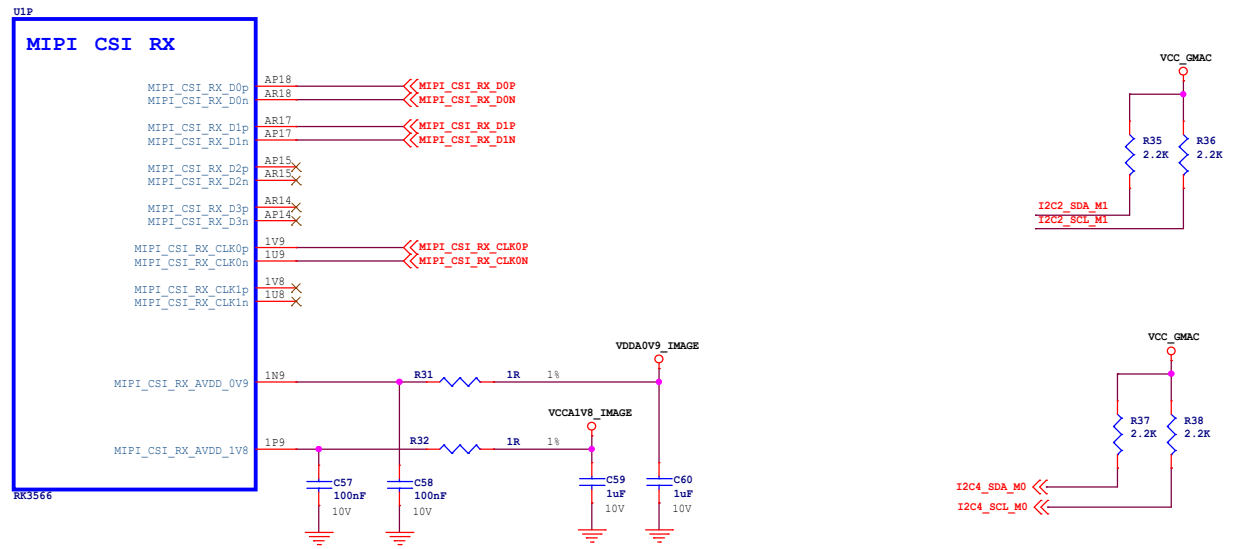 U1P
MIPI CSI RX
MIPI_CSI_RX_D0p AP18 MIPI_CSI_RX_D0P
MIPI_CSI_RX_D0n AR18 MIPI_CSI_RX_D0N
MIPI_CSI_RX_D1p AR17 MIPI_CSI_RX_D1P
MIPI_CSI_RX_D1n AP17 MIPI_CSI_RX_D1N
MIPI_CSI_RX_D2p AP15
MIPI_CSI_RX_D2n AR15
MIPI_CSI_RX_D3p AR14
MIPI_CSI_RX_D3n AP14
MIPI_CSI_RX_CLK0p 1V9 MIPI_CSI_RX_CLK0P
MIPI_CSI_RX_CLK0n 1U9 MIPI_CSI_RX_CLK0N
MIPI_CSI_RX_CLK1p 1V8
MIPI_CSI_RX_CLK1n 1U8
VDDA0V9_IMAGE
MIPI_CSI_RX_AVDD_0V9 1N9 R31 1R 1%
VCCA1V8_IMAGE
MIPI_CSI_RX_AVDD_1V8 1P9 R32 1R 1%
C57
100nF
10V
C58
100nF
10V
C59
1uF
10V
C60
1uF
10V
RK3566
VCC_GMAC
R35
2.2K
R36
2.2K
I2C2_SDA_M1
I2C2_SCL_M1
VCC_GMAC
R37
2.2K
R38
2.2K
I2C4_SDA_M0
I2C4_SCL_M0